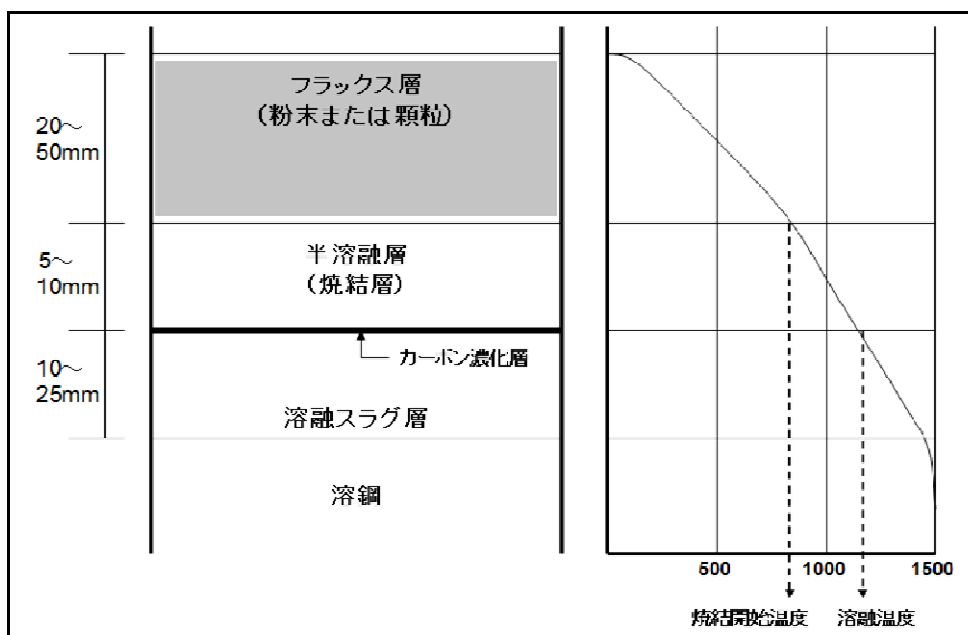 フラックス層
（粉末または顆粒）
20～
50mm
半溶融層
（焼結層）
5～
10mm
カーボン濃化層
10～
25mm
溶融スラグ層
溶鋼
500
1000
1500
焼結開始温度
溶融温度